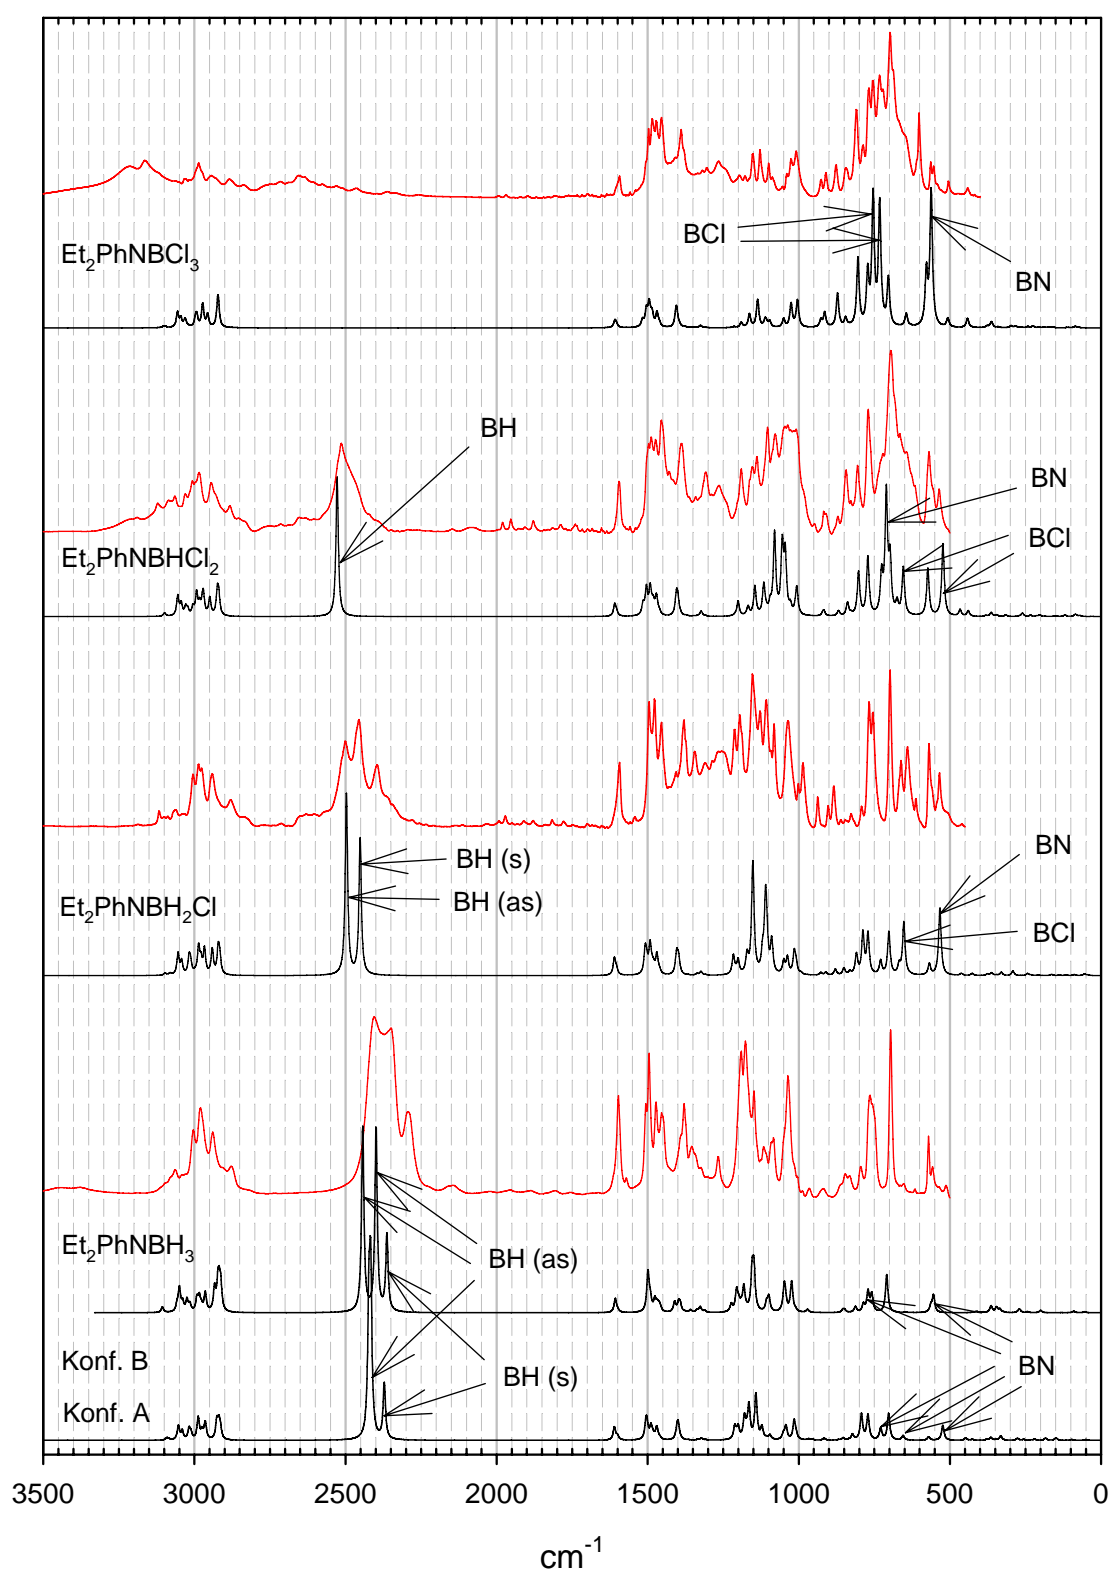 BCl
Et₂PhNBCl₃
BN
BH
BN
Et₂PhNBHCl₂
BCl
BN
BH (s)
Et₂PhNBH₂Cl
BH (as)
BCl
Et₂PhNBH₃
BH (as)
Konf. B
BN
BH (s)
Konf. A
3500 3000 2500 2000 1500 1000 500 0
cm⁻¹